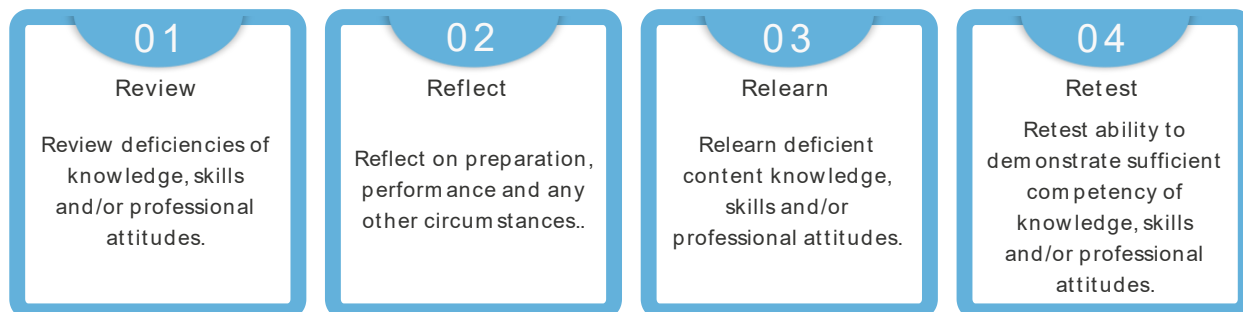 01
Review
Review deficiencies of
knowledge, skills
and/or professional
attitudes.
02
Reflect
Reflect on preparation,
performance and any
other circumstances..
03
Relearn
Relearn deficient
content knowledge,
skills and/or
professional attitudes.
04
Retest
Retest ability to
demonstrate sufficient
competency of
knowledge, skills
and/or professional
attitudes.